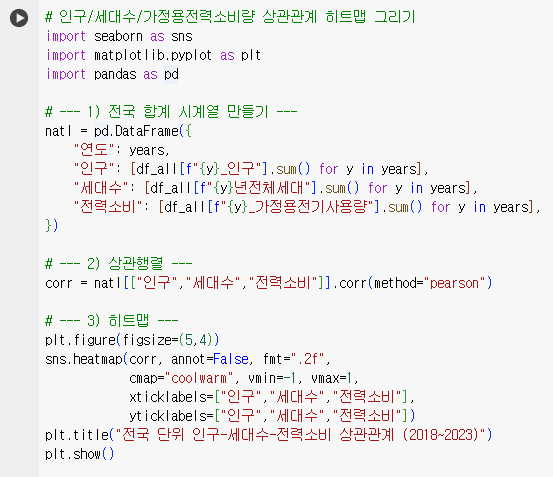 # 인구/세대수/가정용전력소비량 상관관계 히트맵 그리기
import seaborn as sns
import matplotlib.pyplot as plt
import pandas as pd

# --- 1) 전국 합계 시계열 만들기 ---
natl = pd.DataFrame({
    "연도": years,
    "인구": [df_all[f"{y}_인구"].sum() for y in years],
    "세대수": [df_all[f"{y}년전체세대"].sum() for y in years],
    "전력소비": [df_all[f"{y}_가정용전기사용량"].sum() for y in years],
})

# --- 2) 상관행렬 ---
corr = natl[["인구","세대수","전력소비"]].corr(method="pearson")

# --- 3) 히트맵 ---
plt.figure(figsize=(5,4))
sns.heatmap(corr, annot=False, fmt=".2f",
            cmap="coolwarm", vmin=-1, vmax=1,
            xticklabels=["인구","세대수","전력소비"],
            yticklabels=["인구","세대수","전력소비"])
plt.title("전국 단위 인구-세대수-전력소비 상관관계 (2018~2023)")
plt.show()